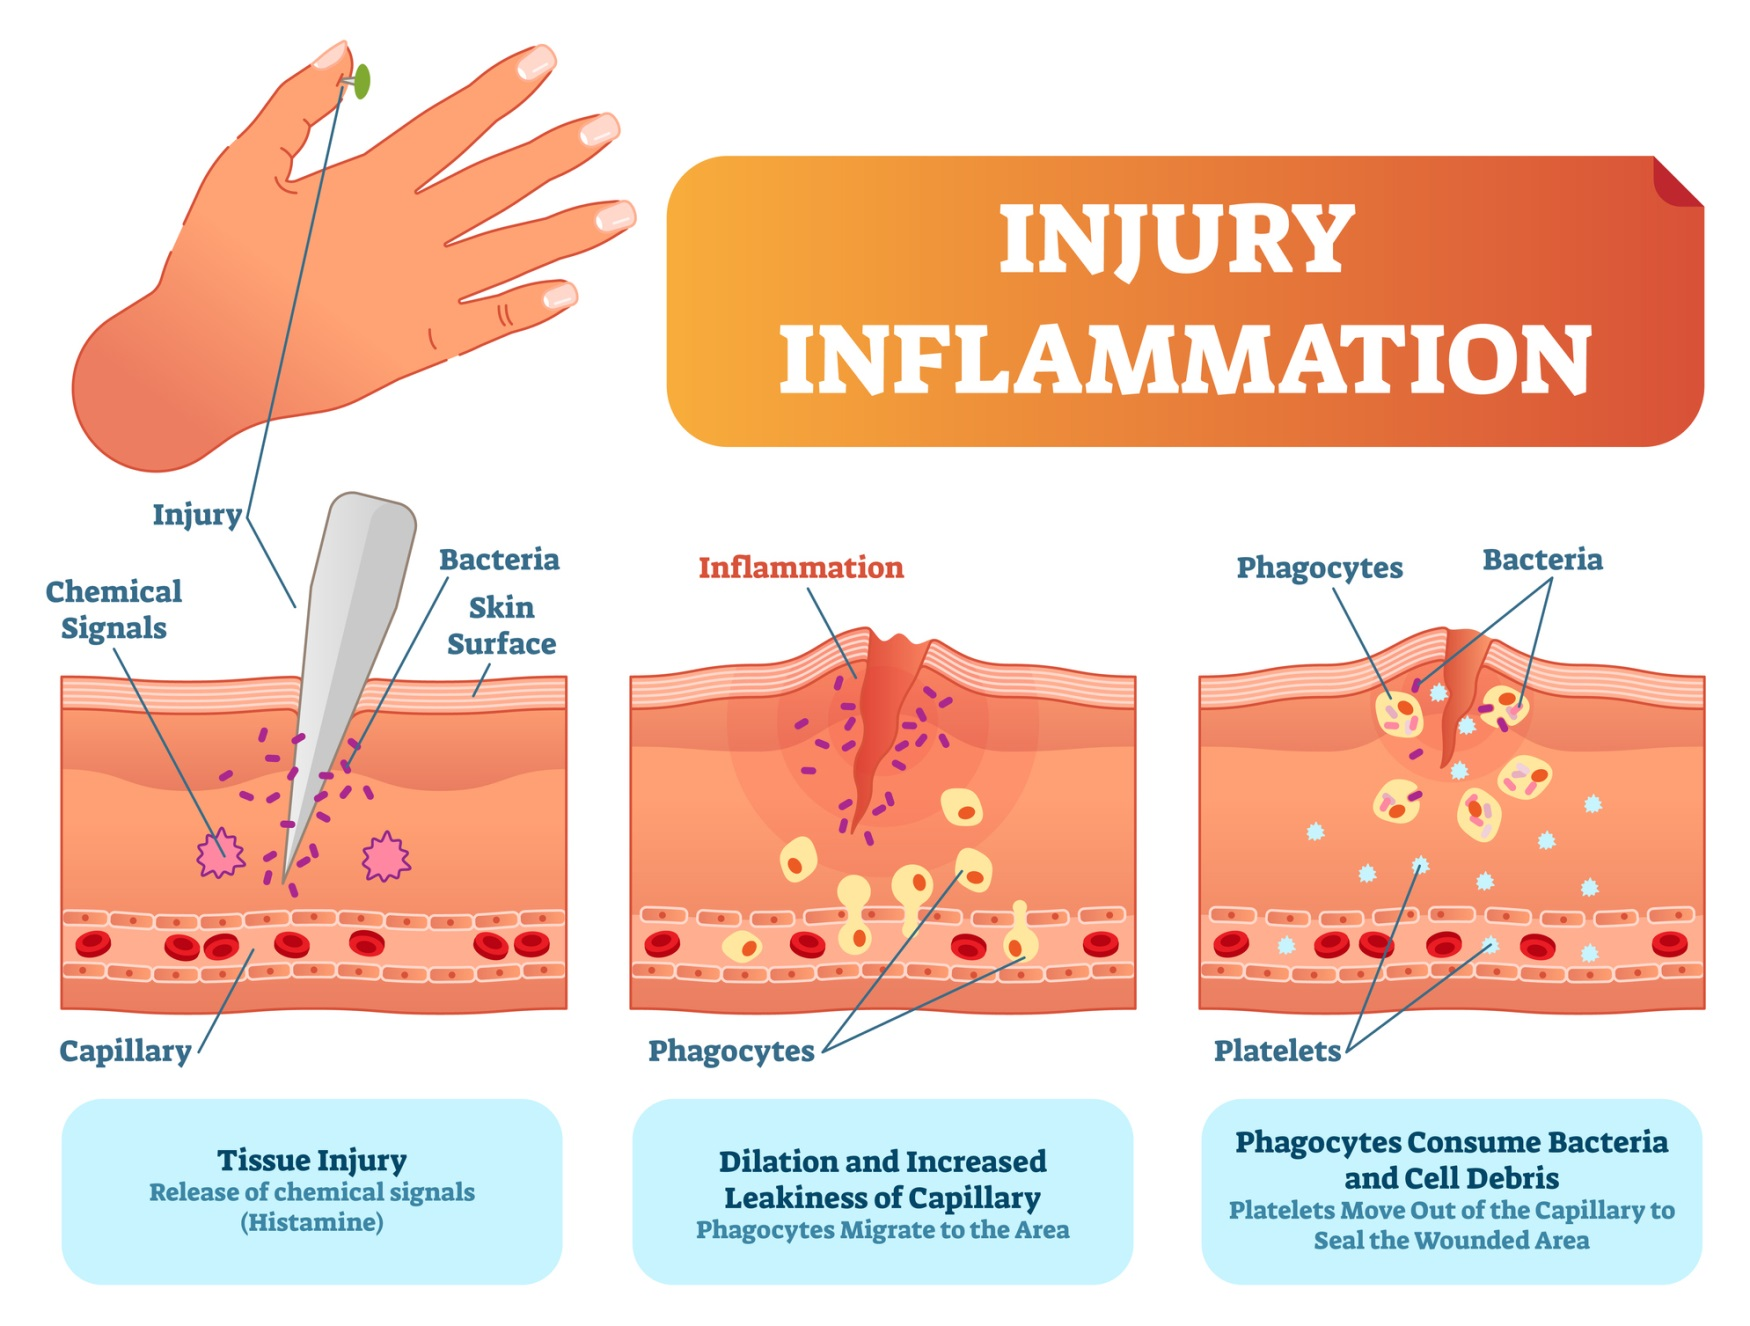 INJURY
INFLAMMATION
Injury
Chemical
Signals
Bacteria
Skin
Surface
Capillary
Tissue Injury
Release of chemical signals
(Histamine)
Inflammation
Phagocytes
Dilation and Increased
Leakiness of Capillary
Phagocytes Migrate to the Area
Phagocytes
Bacteria
Platelets
Phagocytes Consume Bacteria
and Cell Debris
Platelets Move Out of the Capillary to
Seal the Wounded Area